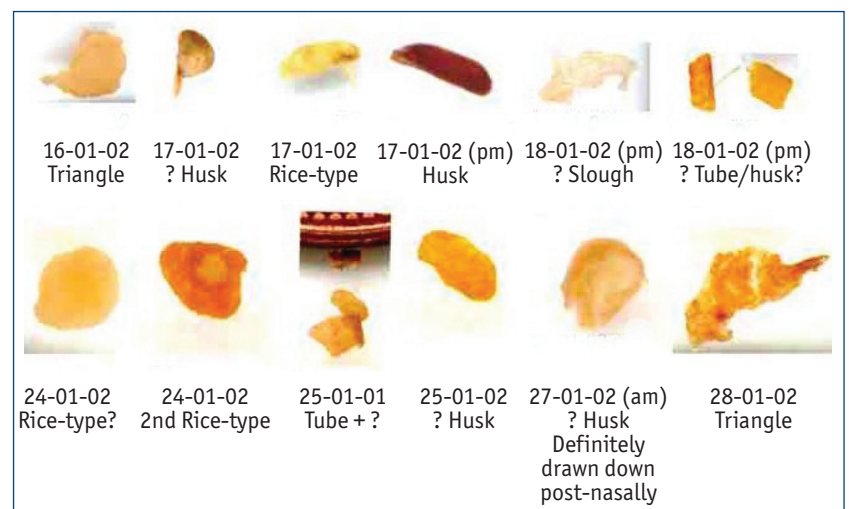 16-01-02
Triangle
17-01-02
? Husk
17-01-02
Rice-type
17-01-02 (pm)
Husk
18-01-02 (pm)
? Slough
18-01-02 (pm)
? Tube/husk?
24-01-02
Rice-type?
24-01-02
2nd Rice-type
25-01-01
Tube + ?
25-01-02
? Husk
27-01-02 (am)
? Husk
Definitely
drawn down
post-nasally
28-01-02
Triangle